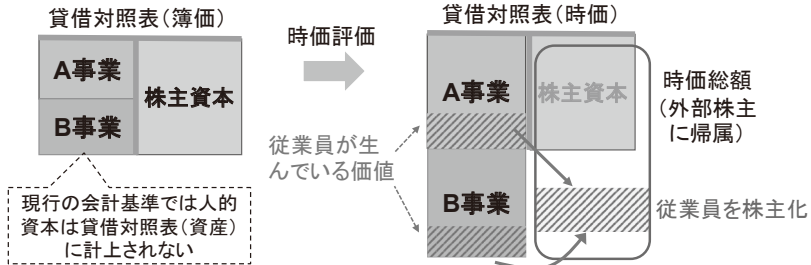 貸借対照表(簿価)
A事業
B事業
株主資本
現行の会計基準では人的
資本は貸借対照表(資産)
に計上されない
時価評価
従業員が生
んでいる価値
貸借対照表(時価)
A事業
B事業
株主資本
時価総額
(外部株主
に帰属)
従業員を株主化